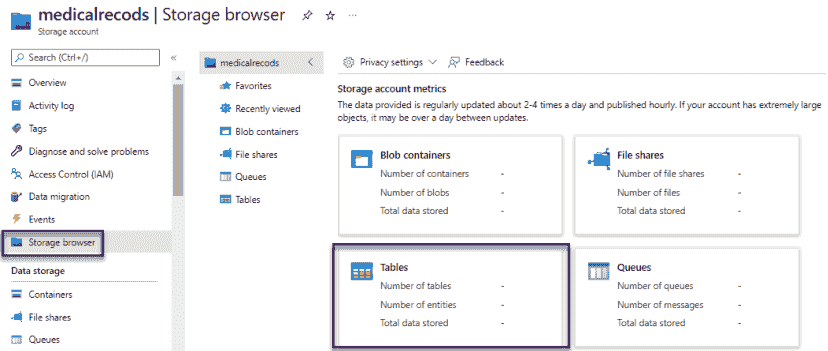 medicalrecods | Storage browser
Storage account
Search (Ctrl+/)
Overview
Activity log
Tags
Diagnose and solve problems
Access Control (IAM)
Data migration
Events
Storage browser
Data storage
Containers
File shares
Queues
medicalrecods
Favorites
Recently viewed
Blob containers
File shares
Queues
Tables
Privacy settings Feedback
Storage account metrics
The data provided is regularly updated about 2-4 times a day and published hourly. If your account has extremely large
objects, it may be over a day between updates.
Blob containers
Number of containers -
Number of blobs -
Total data stored -
File shares
Number of file shares -
Number of files -
Total data stored -
Tables
Number of tables -
Number of entities -
Total data stored -
Queues
Number of queues -
Number of messages -
Total data stored -